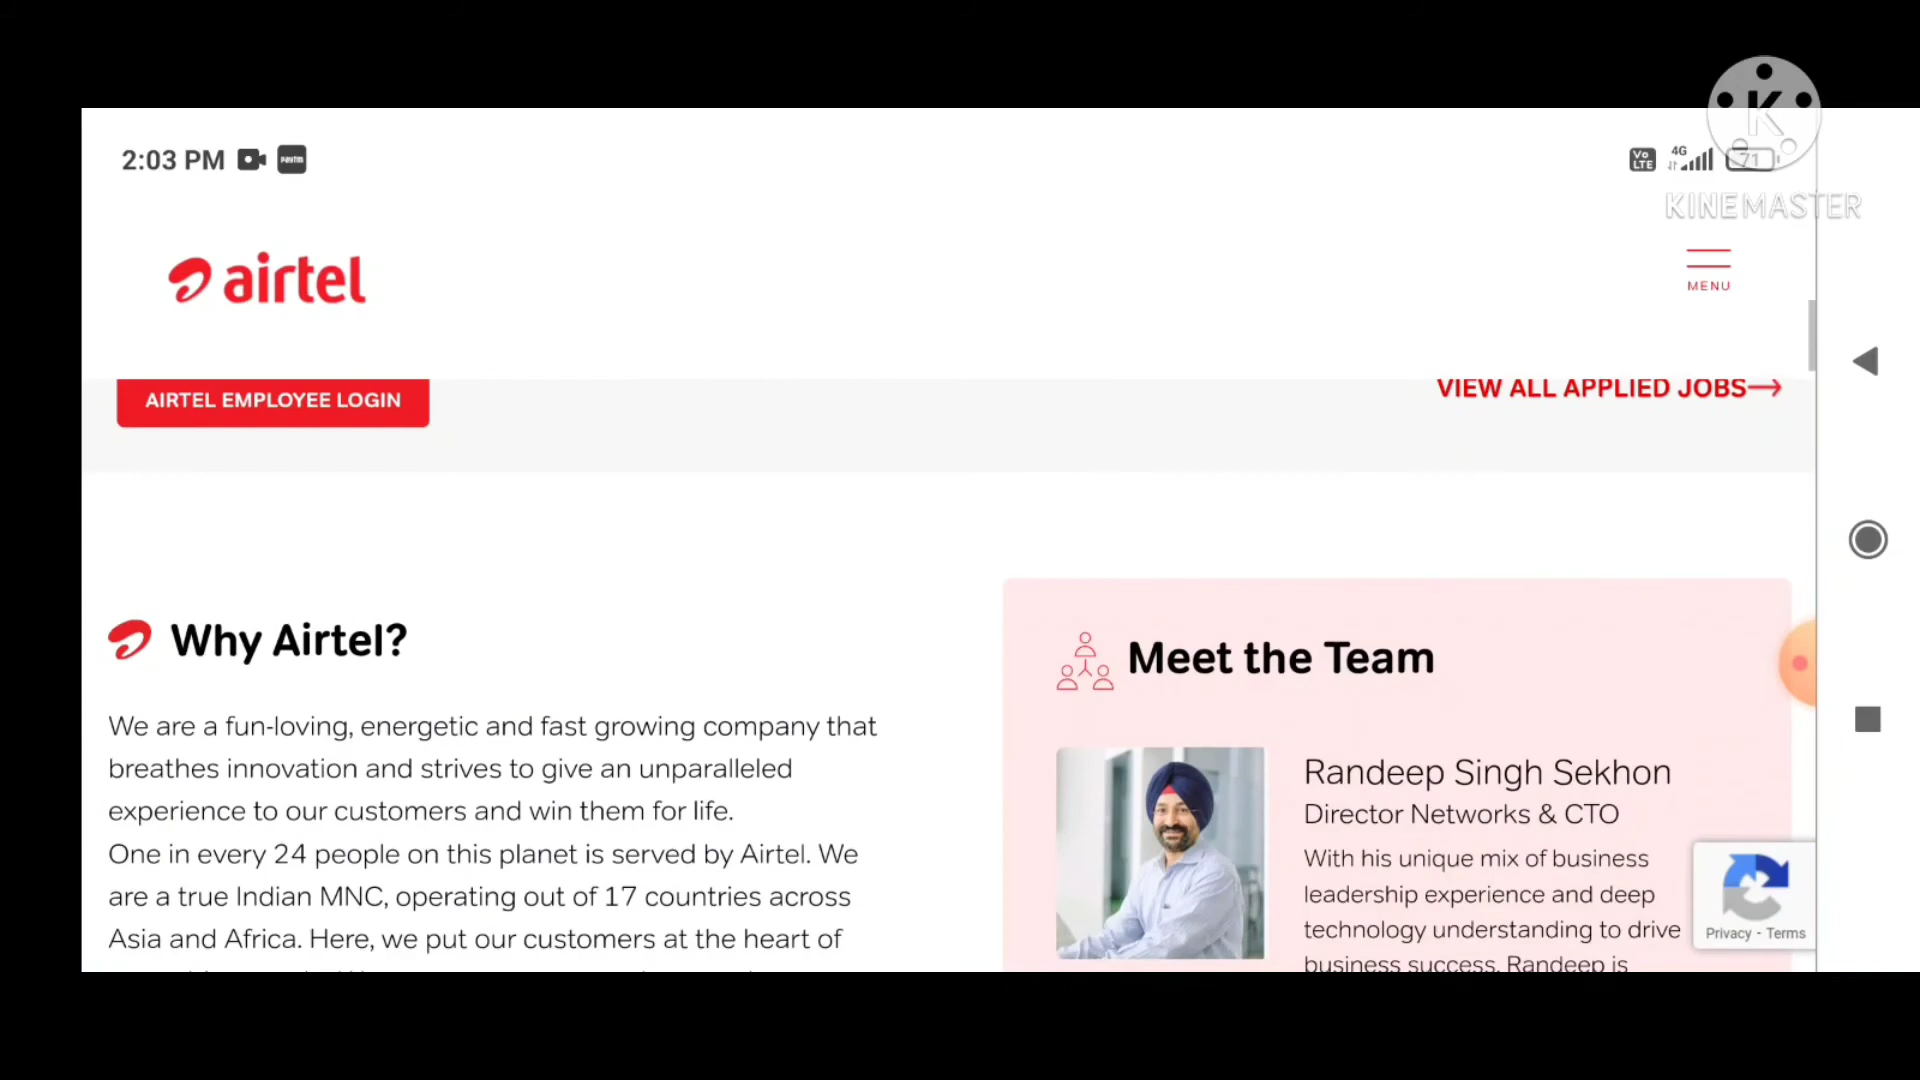 2:03 PM
paytm
Vo
LTE
4G
71
K
KINEMASTER
airtel
MENU
AIRTEL EMPLOYEE LOGIN
VIEW ALL APPLIED JOBS
Why Airtel?
We are a fun-loving, energetic and fast growing company that
breathes innovation and strives to give an unparalleled
experience to our customers and win them for life.
One in every 24 people on this planet is served by Airtel. We
are a true Indian MNC, operating out of 17 countries across
Asia and Africa. Here, we put our customers at the heart of
Meet the Team
Randeep Singh Sekhon
Director Networks & CTO
With his unique mix of business
leadership experience and deep
technology understanding to drive
business success, Randeep is
Privacy - Terms